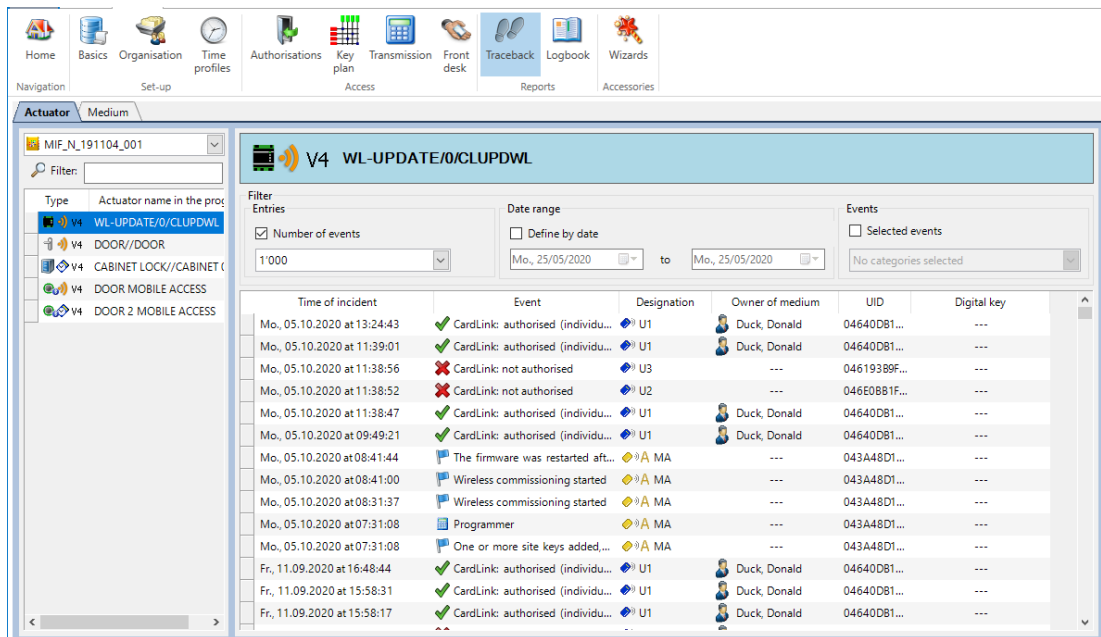 Home Basics Organisation Time profiles Authorisations Key plan Transmission Front desk Traceback Logbook Wizards
Navigation Set-up Access Reports Accessories
Actuator Medium
MIF_N_191104_001
Filter:
Type Actuator name in the prog
V4 WL-UPDATE/0/CLUPDWL
V4 DOOR//DOOR
V4 CABINET LOCK//CABINET (
V4 DOOR MOBILE ACCESS
V4 DOOR 2 MOBILE ACCESS
V4 WL-UPDATE/0/CLUPDWL
Filter
Entries Date range Events
Number of events Define by date Selected events
1'000 Mo., 25/05/2020 to Mo., 25/05/2020 No categories selected
Time of incident Event Designation Owner of medium UID Digital key
Mo., 05.10.2020 at 13:24:43 CardLink: authorised (individu... U1 Duck, Donald 04640DB1... ---
Mo., 05.10.2020 at 11:39:01 CardLink: authorised (individu... U1 Duck, Donald 04640DB1... ---
Mo., 05.10.2020 at 11:38:56 CardLink: not authorised U3 --- 046193B9F... ---
Mo., 05.10.2020 at 11:38:52 CardLink: not authorised U2 --- 046E0BB1F... ---
Mo., 05.10.2020 at 11:38:47 CardLink: authorised (individu... U1 Duck, Donald 04640DB1... ---
Mo., 05.10.2020 at 09:49:21 CardLink: authorised (individu... U1 Duck, Donald 04640DB1... ---
Mo., 05.10.2020 at 08:41:44 The firmware was restarted aft... A MA --- 043A48D1... ---
Mo., 05.10.2020 at 08:41:00 Wireless commissioning started A MA --- 043A48D1... ---
Mo., 05.10.2020 at 08:31:37 Wireless commissioning started A MA --- 043A48D1... ---
Mo., 05.10.2020 at 07:31:08 Programmer A MA --- 043A48D1... ---
Mo., 05.10.2020 at 07:31:08 One or more site keys added,... A MA --- 043A48D1... ---
Fr., 11.09.2020 at 16:48:44 CardLink: authorised (individu... U1 Duck, Donald 04640DB1... ---
Fr., 11.09.2020 at 15:58:31 CardLink: authorised (individu... U1 Duck, Donald 04640DB1... ---
Fr., 11.09.2020 at 15:58:17 CardLink: authorised (individu... U1 Duck, Donald 04640DB1... ---